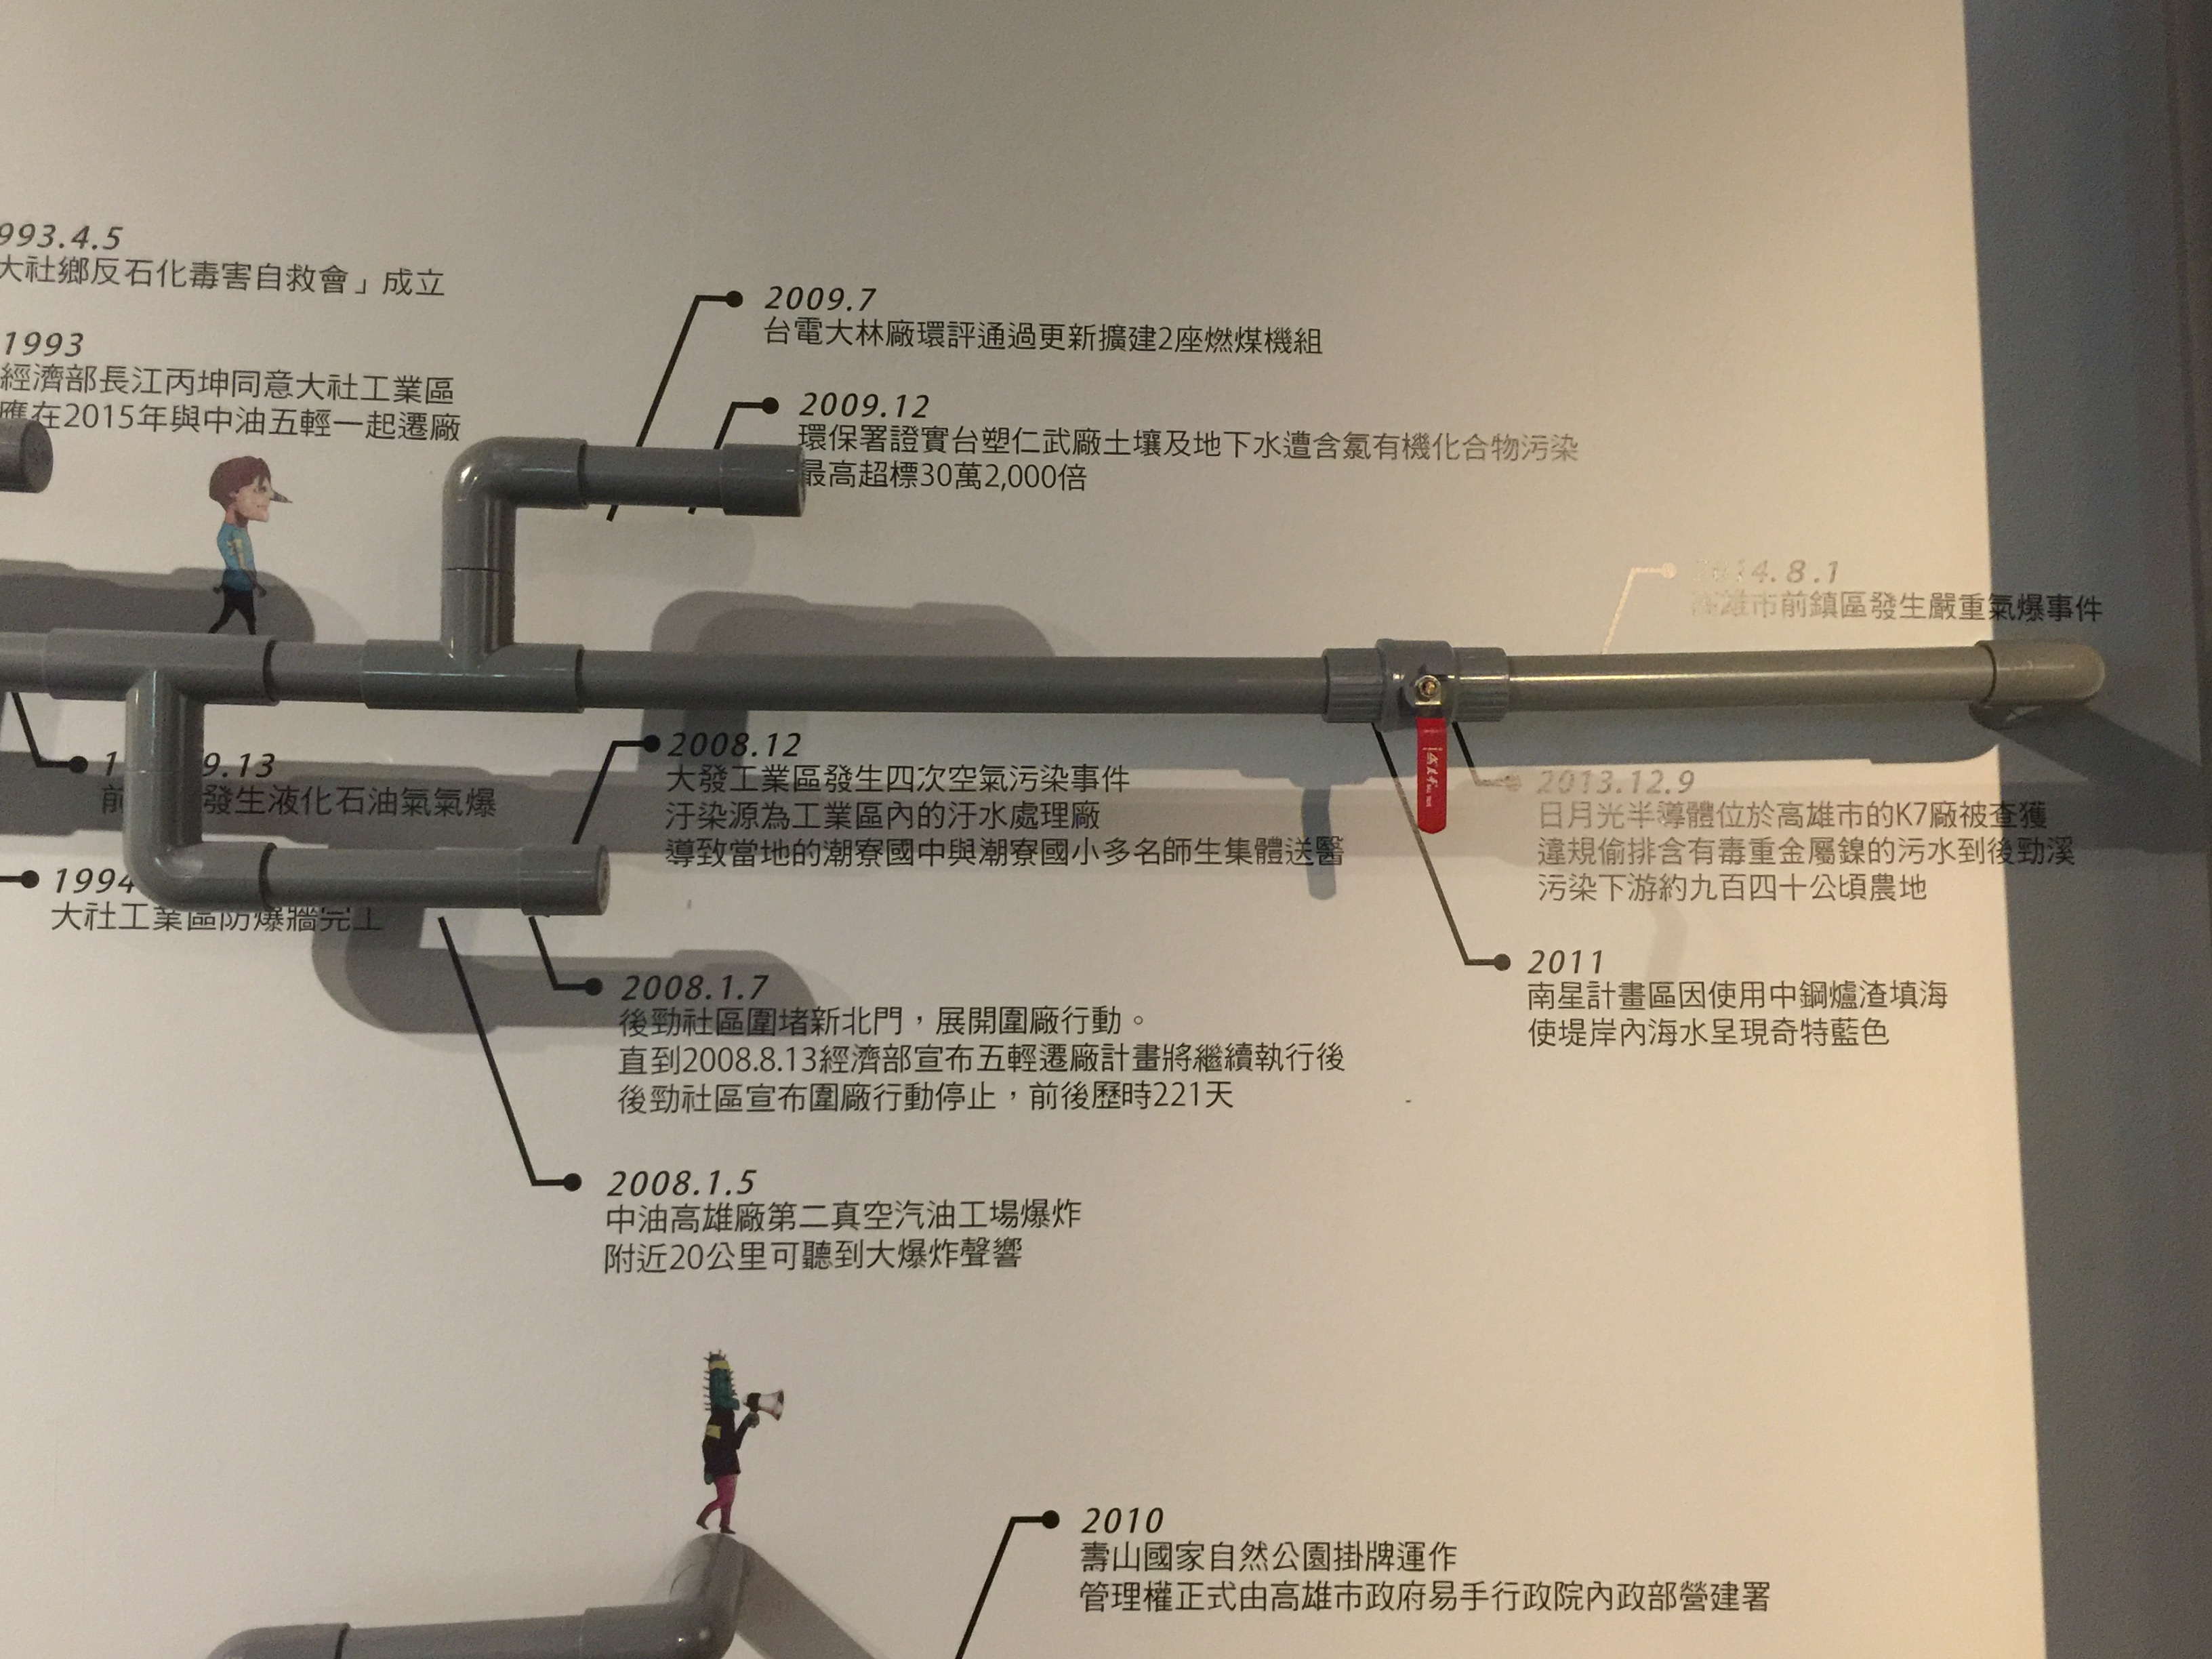 993.4.5
大社鄉反石化毒害自救會」成立
1993
經濟部長江丙坤同意大社工業區
應在2015年與中油五輕一起遷廠
9.13
發生液化石油氣氣爆
1994
大社工業區防爆牆完工
2009.7
台電大林廠環評通過更新擴建2座燃煤機組
2009.12
環保署證實台塑仁武廠土壤及地下水遭含氯有機化合物污染
最高超標30萬2,000倍
2008.12
大發工業區發生四次空氣污染事件
汙染源為工業區內的汙水處理廠
導致當地的潮寮國中與潮寮國小多名師生集體送醫
2008.1.7
後勁社區圍堵新北門，展開圍廠行動。
直到2008.8.13經濟部宣布五輕遷廠計畫將繼續執行後
後勁社區宣布圍廠行動停止，前後歷時221天
2008.1.5
中油高雄廠第二真空汽油工場爆炸
附近20公里可聽到大爆炸聲響
2014.8.1
高雄市前鎮區發生嚴重氣爆事件
2013.12.9
日月光半導體位於高雄市的K7廠被查獲
違規偷排含有毒重金屬鎳的污水到後勁溪
污染下游約九百四十公頃農地
2011
南星計畫區因使用中鋼爐渣填海
使堤岸內海水呈現奇特藍色
2010
壽山國家自然公園掛牌運作
管理權正式由高雄市政府易手行政院內政部營建署